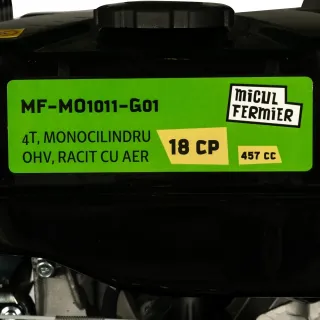 MF-MO1011-G01
MICUL
FERMIER
4T, MONOCILINDRU
OHV, RACIT CU AER
18 CP
457 CC